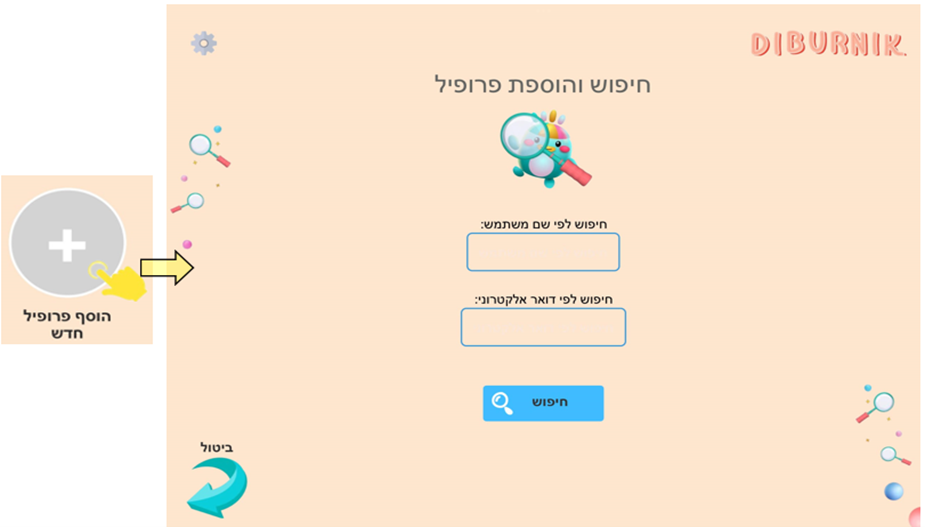 DIBURNIK
חיפוש והוספת פרופיל
חיפוש לפי שם משתמש:
חיפוש לפי דואר אלקטרוני:
חיפוש
ביטול
הוסף פרופיל
חדש